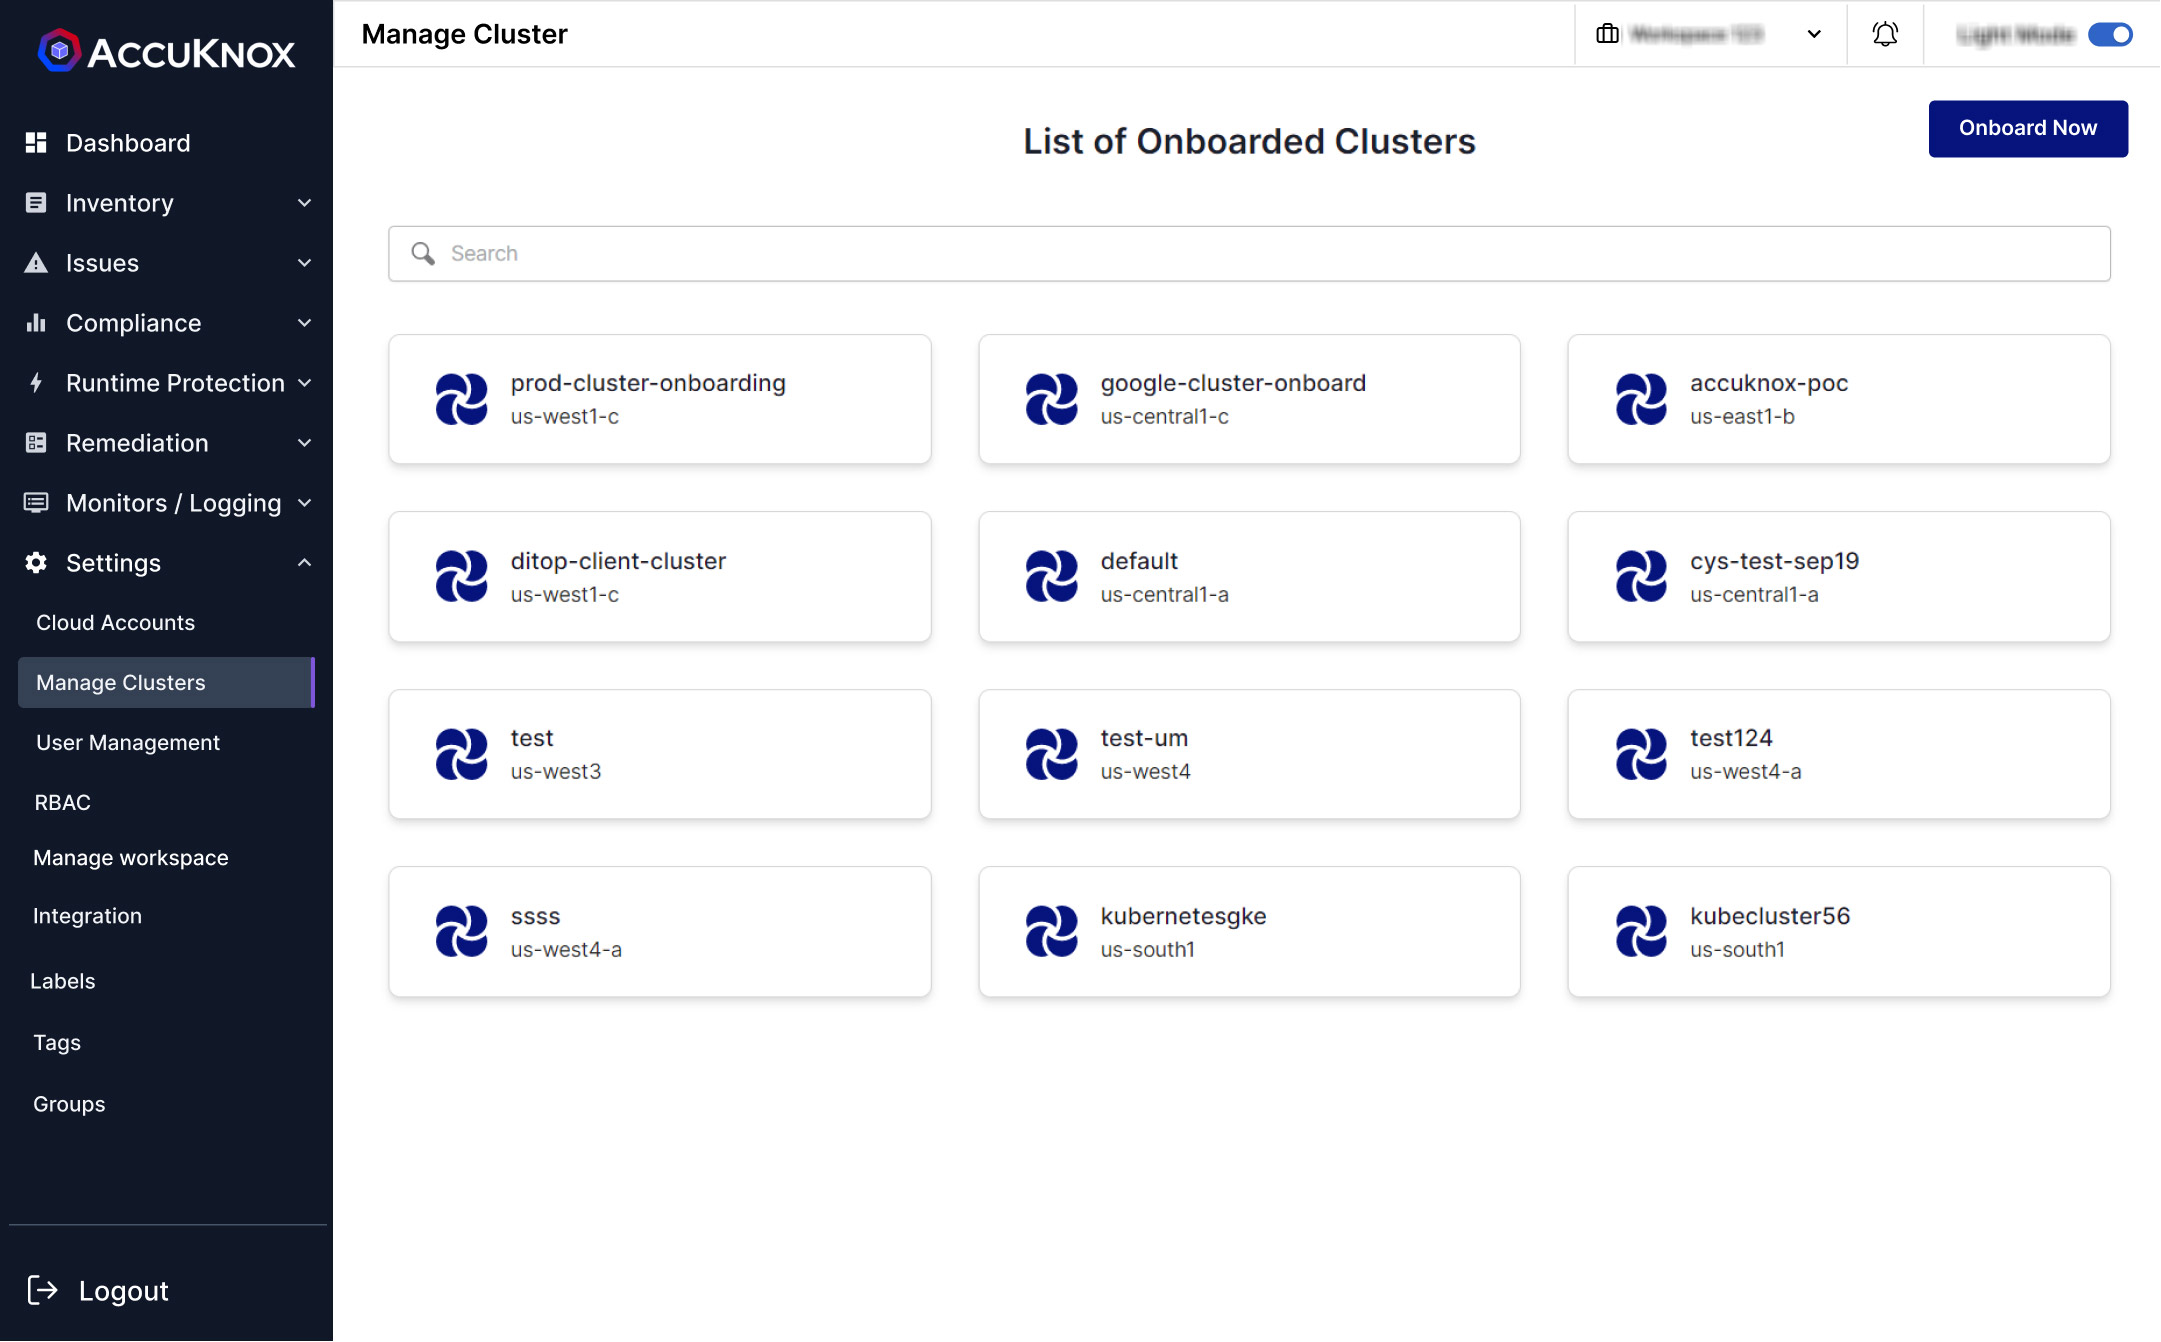 ACCUKNOX
Manage Cluster
Dashboard
Inventory
Issues
Compliance
Runtime Protection
Remediation
Monitors / Logging
Settings
Cloud Accounts
Manage Clusters
User Management
RBAC
Manage workspace
Integration
Labels
Tags
Groups
Logout
List of Onboarded Clusters
Onboard Now
Search
prod-cluster-onboarding
us-west1-c
google-cluster-onboard
us-central1-c
accuknox-poc
us-east1-b
ditop-client-cluster
us-west1-c
default
us-central1-a
cys-test-sep19
us-central1-a
test
us-west3
test-um
us-west4
test124
us-west4-a
ssss
us-west4-a
kubernetesgke
us-south1
kubecluster56
us-south1